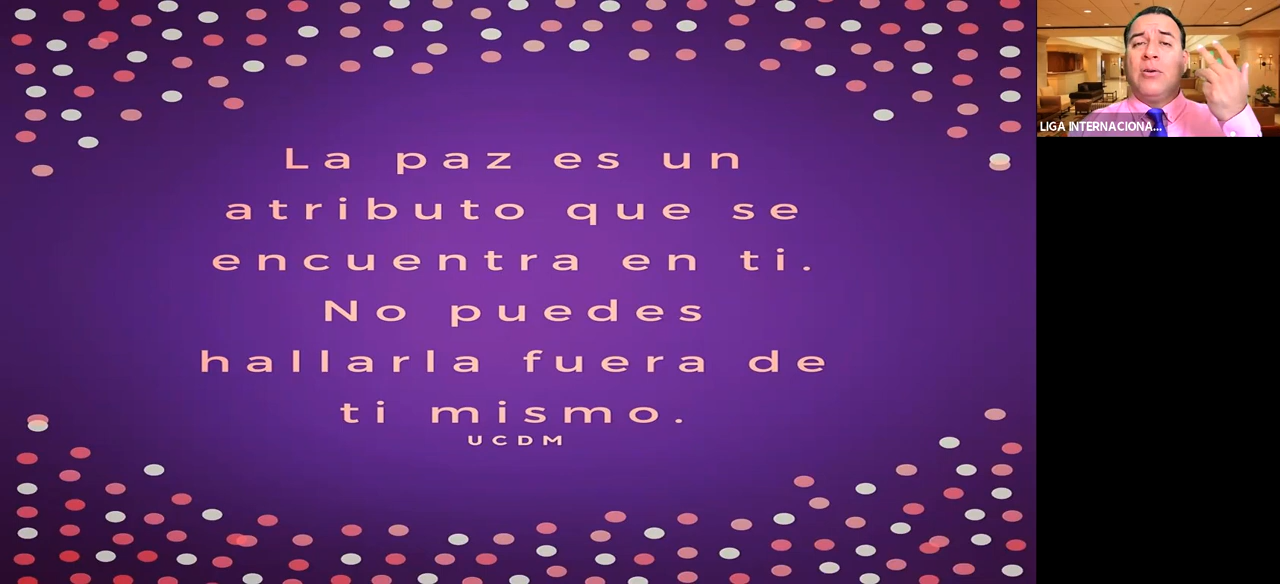 La paz es un
atributo que se
encuentra en ti.
No puedes
hallarla fuera de
ti mismo.
UCDM
LIGA INTERNACIONA...